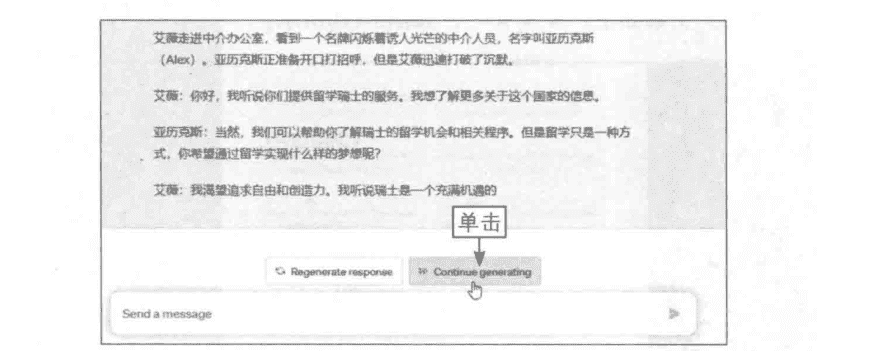 艾薇走进中介办公室，看到一个名牌闪烁着诱人光芒的中介人员，名字叫亚历克斯
（Alex）。亚历克斯正准备开口打招呼，但是艾薇迅速打破了沉默。
艾薇：你好，我听说你们提供留学瑞士的服务。我想了解更多关于这个国家的信息。
亚历克斯：当然，我们可以帮助你了解瑞士的留学机会和相关程序。但是留学只是一种方
式，你希望通过留学实现什么样的梦想呢？
艾薇：我渴望追求自由和创造力。我听说瑞士是一个充满机遇的
单击
Regenerate response
Continue generating
Send a message